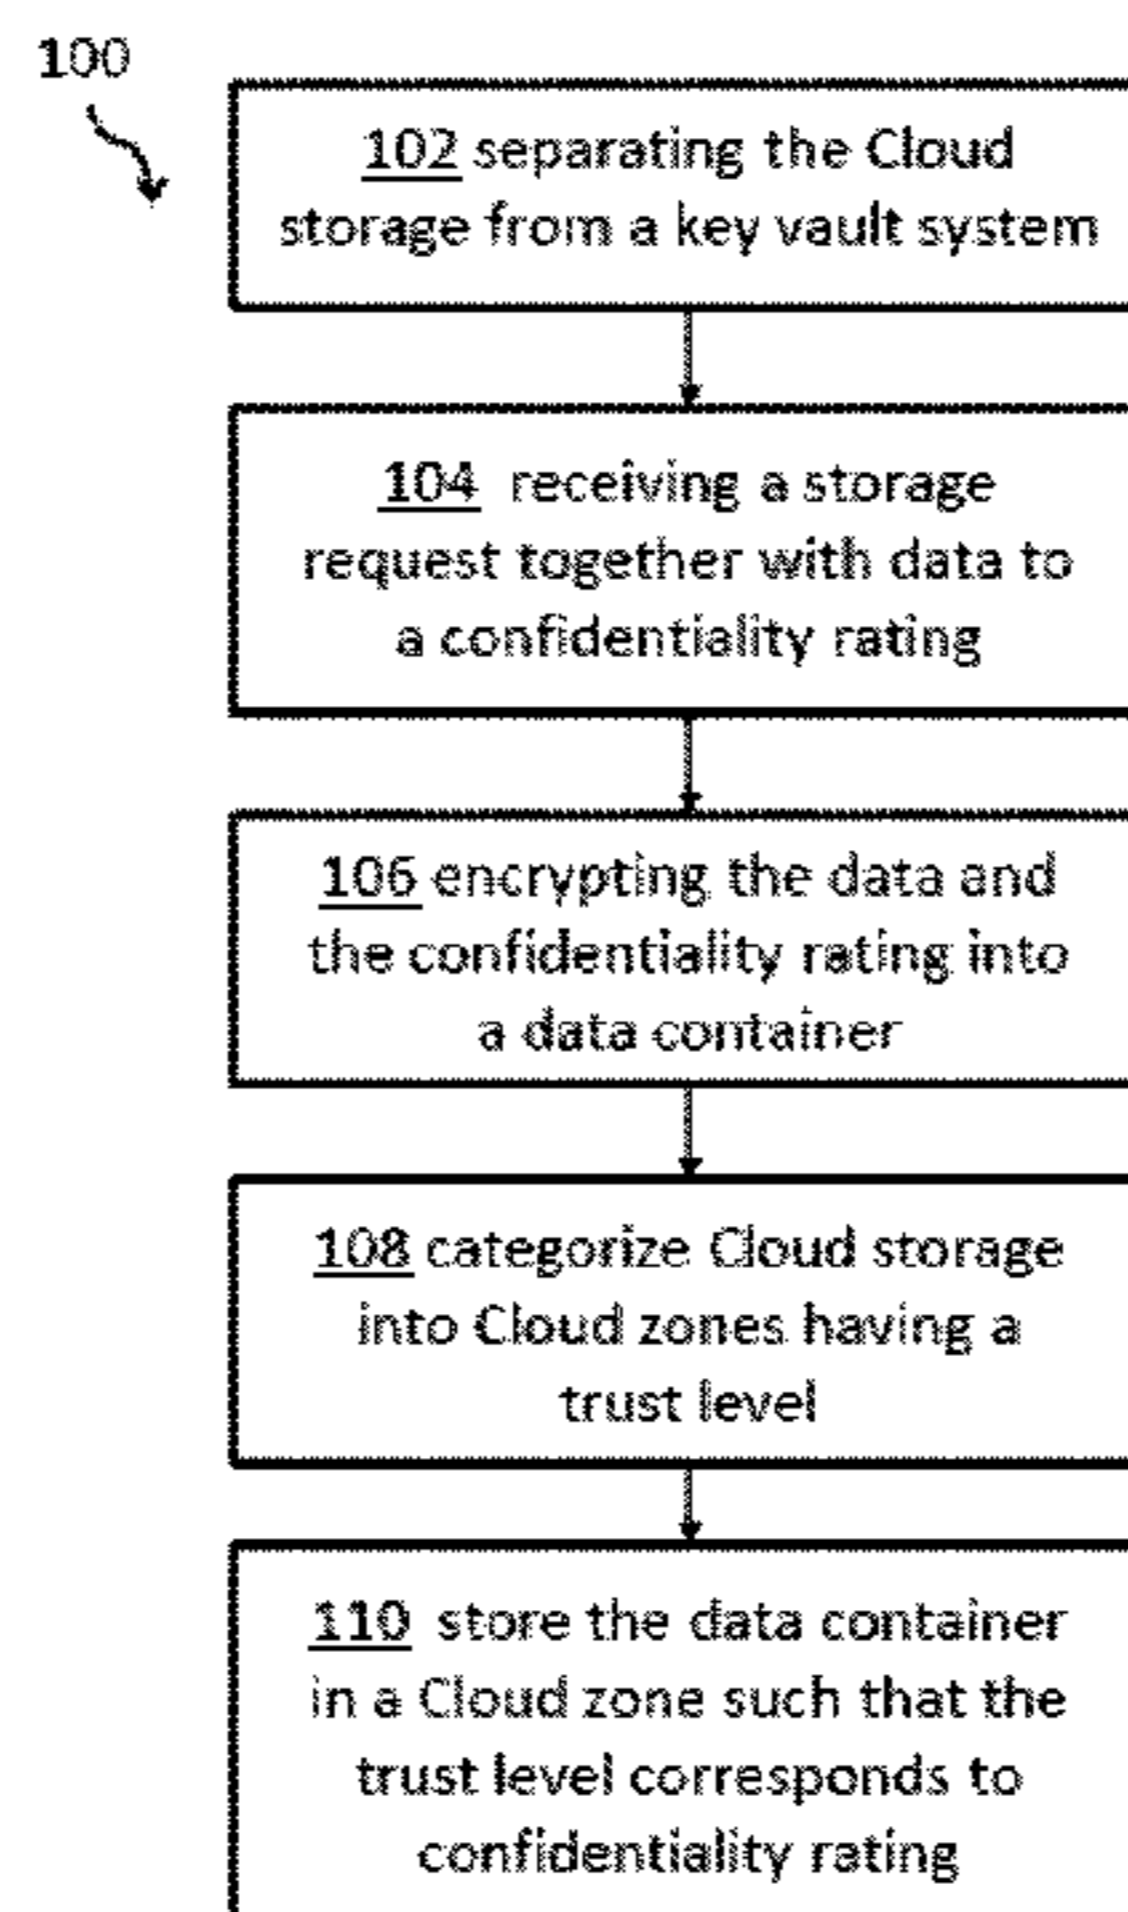 100
102 separating the Cloud
storage from a key vault system
104 receiving a storage
request together with data to
a confidentiality rating
106 encrypting the data and
the confidentiality rating into
a data container
108 categorize Cloud storage
into Cloud zones having a
trust level
110 store the data container
in a Cloud zone such that the
trust level corresponds to
confidentiality rating